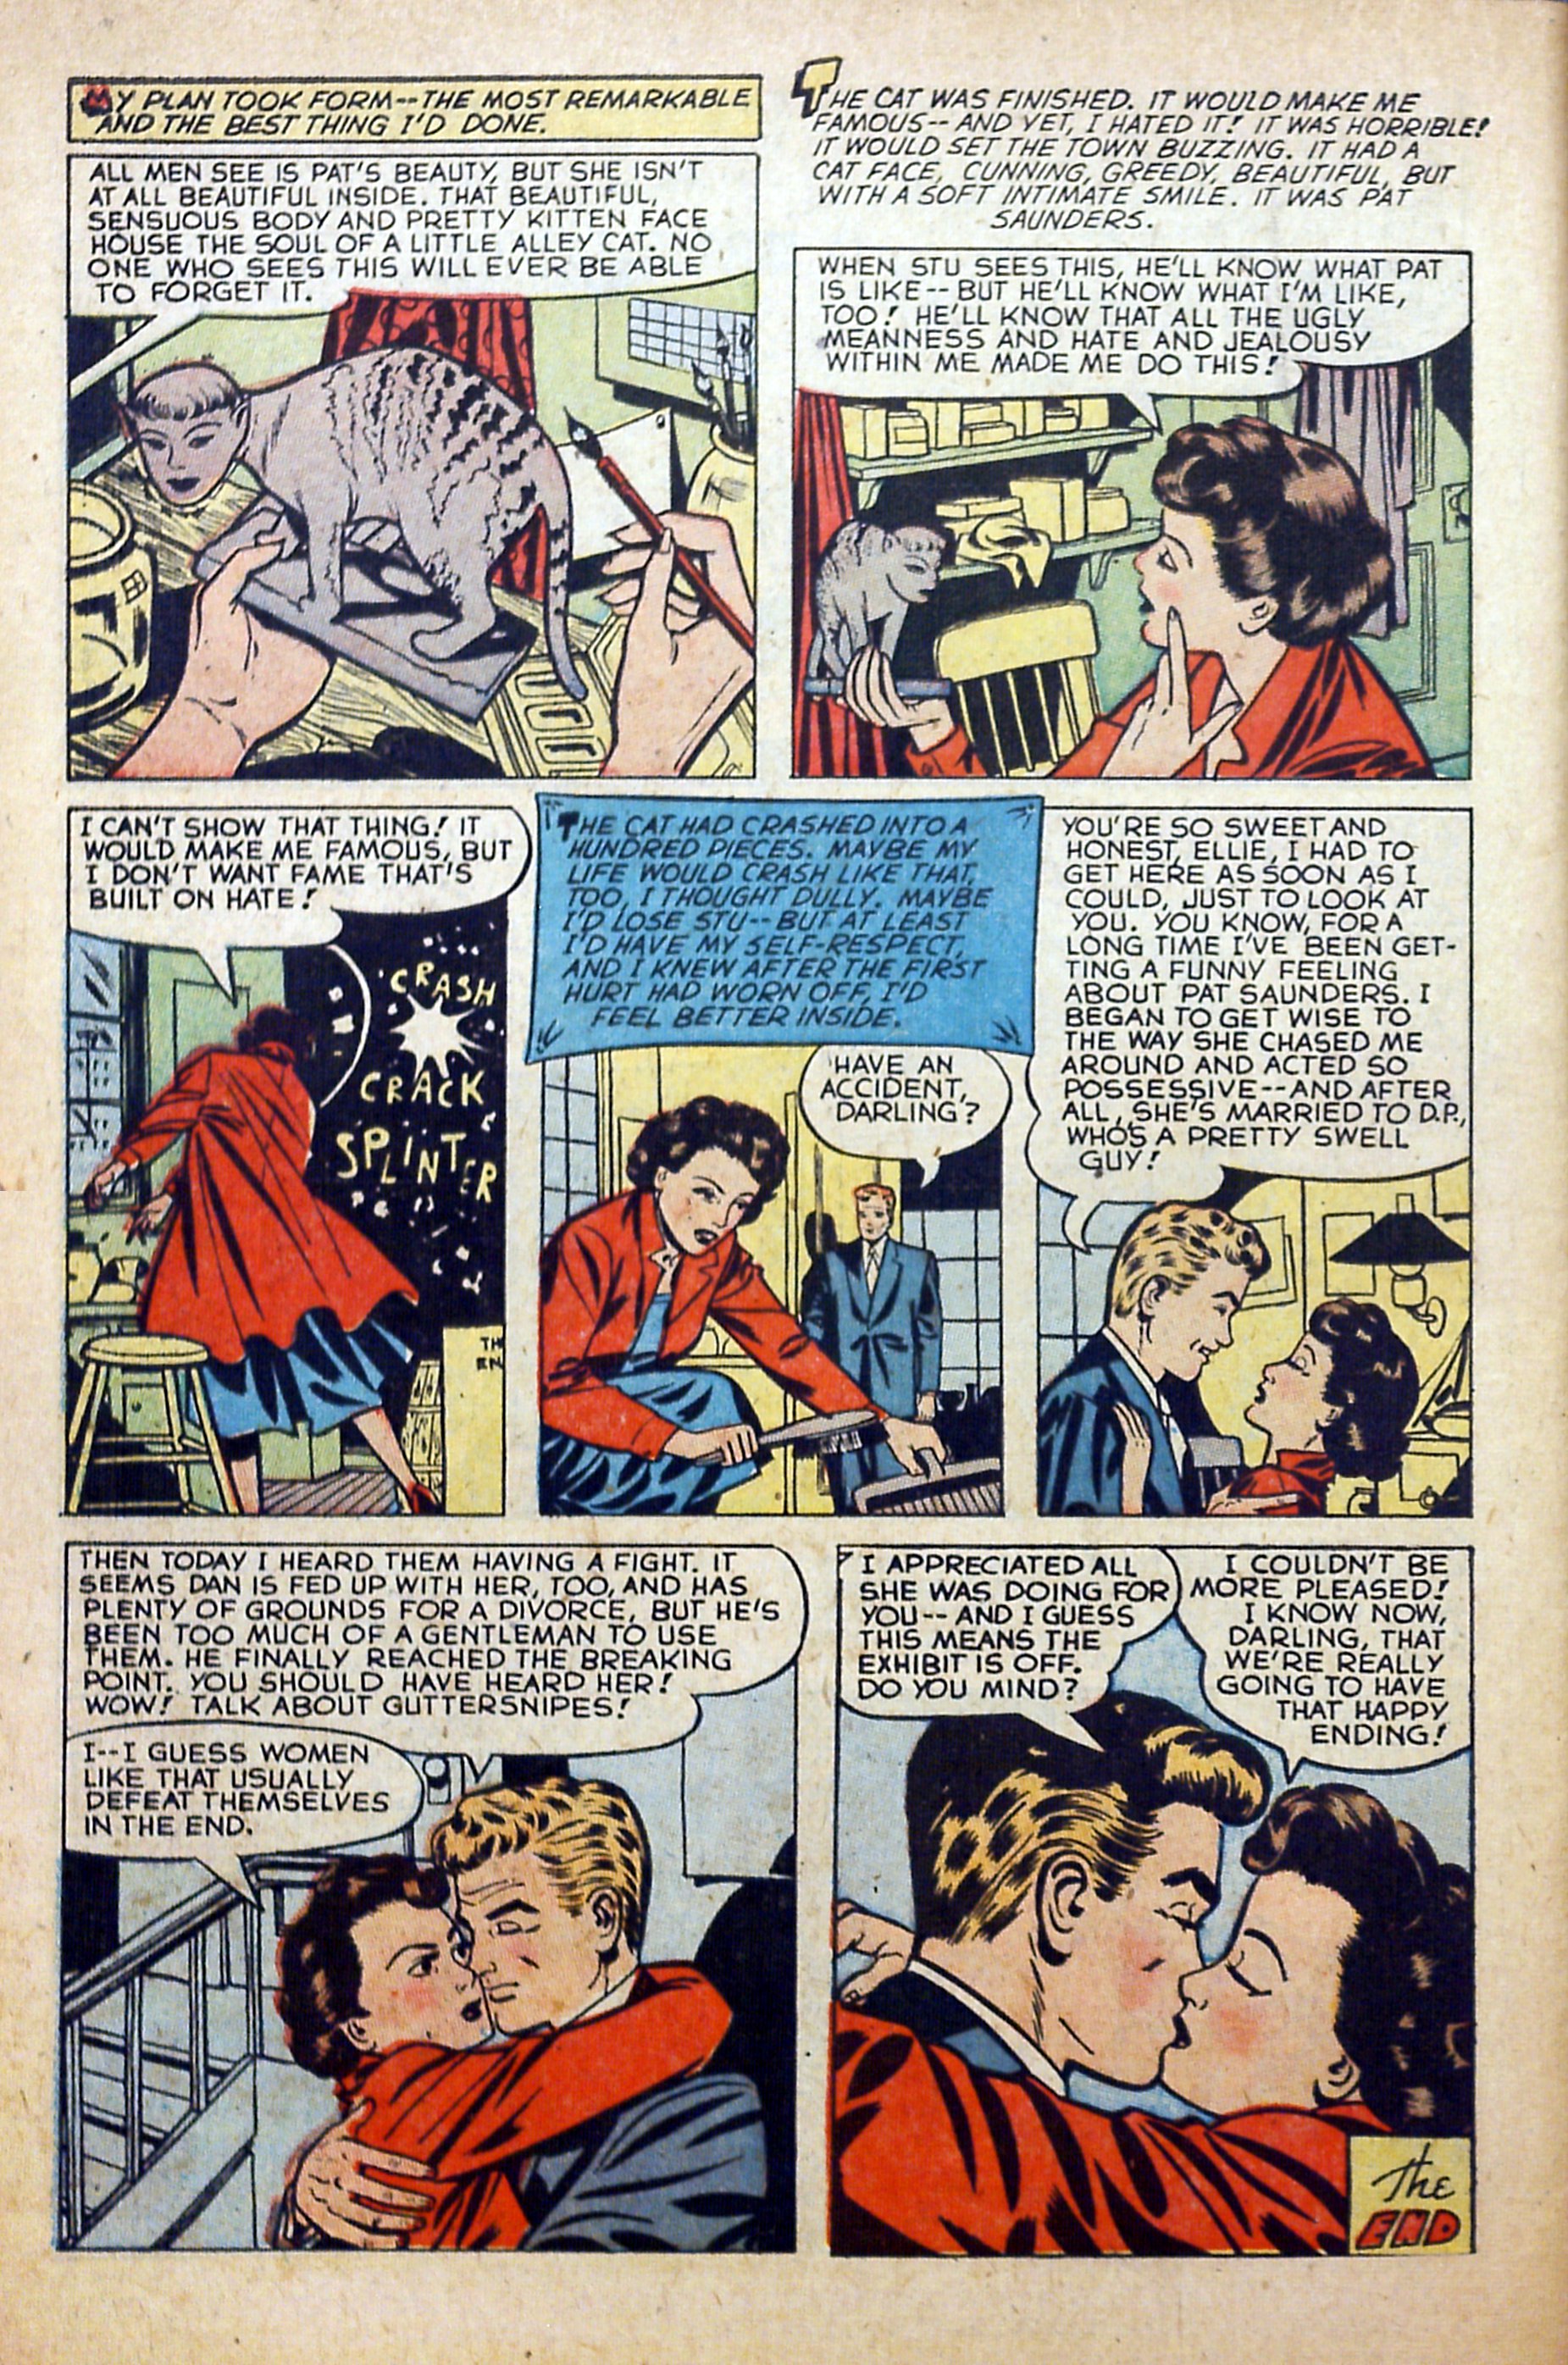 MY PLAN TOOK FORM--THE MOST REMARKABLE
AND THE BEST THING I'D DONE.
ALL MEN SEE IS PAT'S BEAUTY, BUT SHE ISN'T
AT ALL BEAUTIFUL INSIDE. THAT BEAUTIFUL,
SENSUOUS BODY AND PRETTY KITTEN FACE
HOUSE THE SOUL OF A LITTLE ALLEY CAT. NO
ONE WHO SEES THIS WILL EVER BE ABLE
TO FORGET IT.
THE CAT WAS FINISHED. IT WOULD MAKE ME
FAMOUS-- AND YET, I HATED IT! IT WAS HORRIBLE!
IT WOULD SET THE TOWN BUZZING. IT HAD A
CAT FACE, CUNNING, GREEDY, BEAUTIFUL, BUT
WITH A SOFT INTIMATE SMILE. IT WAS PAT
SAUNDERS.
WHEN STU SEES THIS, HE'LL KNOW WHAT PAT
IS LIKE-- BUT HE'LL KNOW WHAT I'M LIKE,
TOO! HE'LL KNOW THAT ALL THE UGLY
MEANNESS AND HATE AND JEALOUSY
WITHIN ME MADE ME DO THIS!
I CAN'T SHOW THAT THING! IT
WOULD MAKE ME FAMOUS, BUT
I DON'T WANT FAME THAT'S
BUILT ON HATE!
CRASH
CRACK
SPLINTER
TH
EN
THE CAT HAD CRASHED INTO A
HUNDRED PIECES. MAYBE MY
LIFE WOULD CRASH LIKE THAT,
TOO, I THOUGHT DULLY. MAYBE
I'D LOSE STU-- BUT AT LEAST
I'D HAVE MY SELF-RESPECT,
AND I KNEW AFTER THE FIRST
HURT HAD WORN OFF, I'D
FEEL BETTER INSIDE.
HAVE AN
ACCIDENT,
DARLING?
YOU'RE SO SWEET AND
HONEST, ELLIE, I HAD TO
GET HERE AS SOON AS I
COULD, JUST TO LOOK AT
YOU. YOU KNOW, FOR A
LONG TIME I'VE BEEN GET-
TING A FUNNY FEELING
ABOUT PAT SAUNDERS. I
BEGAN TO GET WISE TO
THE WAY SHE CHASED ME
AROUND AND ACTED SO
POSSESSIVE-- AND AFTER
ALL, SHE'S MARRIED TO D.P.,
WHO'S A PRETTY SWELL
GUY!
THEN TODAY I HEARD THEM HAVING A FIGHT. IT
SEEMS DAN IS FED UP WITH HER, TOO, AND HAS
PLENTY OF GROUNDS FOR A DIVORCE, BUT HE'S
BEEN TOO MUCH OF A GENTLEMAN TO USE
THEM. HE FINALLY REACHED THE BREAKING
POINT. YOU SHOULD HAVE HEARD HER!
WOW! TALK ABOUT GUTTERSNIPES!
I--I GUESS WOMEN
LIKE THAT USUALLY
DEFEAT THEMSELVES
IN THE END.
I APPRECIATED ALL
SHE WAS DOING FOR
YOU-- AND I GUESS
THIS MEANS THE
EXHIBIT IS OFF.
DO YOU MIND?
I COULDN'T BE
MORE PLEASED!
I KNOW NOW,
DARLING, THAT
WE'RE REALLY
GOING TO HAVE
THAT HAPPY
ENDING!
The
END